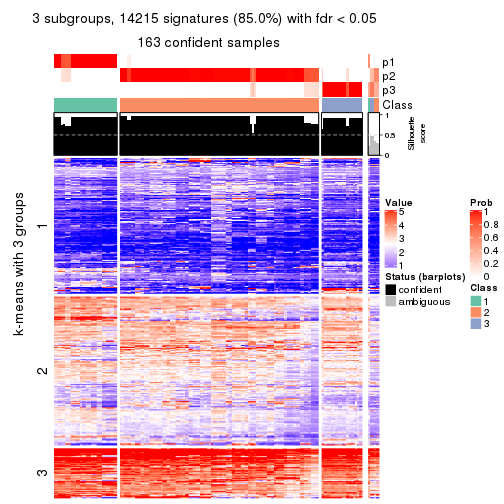 3 subgroups, 14215 signatures (85.0%) with fdr < 0.05
163 confident samples
p1
p2
p3
Class
1
0.5
0
Silhouette
score
k-means with 3 groups
1
2
3
Value
5
4
3
2
1
Status (barplots)
confident
ambiguous
Prob
1
0.8
0.6
0.4
0.2
0
Class
1
2
3